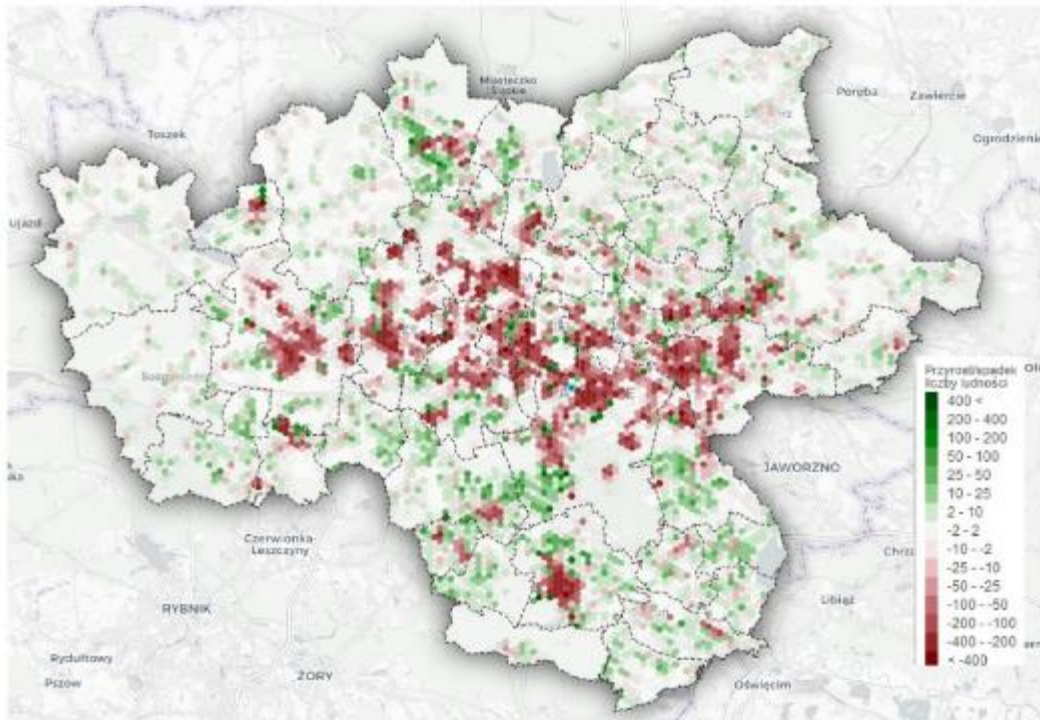 Miasteczko
Śląskie
Poręba
Zawiercie
Toszek
Ogrodzienie
Ujazd
Przyrost/spadek
liczby ludności
400 <
200 - 400
100 - 200
50 - 100
25 - 50
10 - 25
2 - 10
-2 - 2
-10 - -2
-25 - -10
-50 - -25
-100 - -50
-200 - -100
-400 - -200
< -400
JAWORZNO
Czerwionka-
Leszczyny
RYBNIK
Libiąż
Rydułtowy
Pszów
ŻORY
Oświęcim